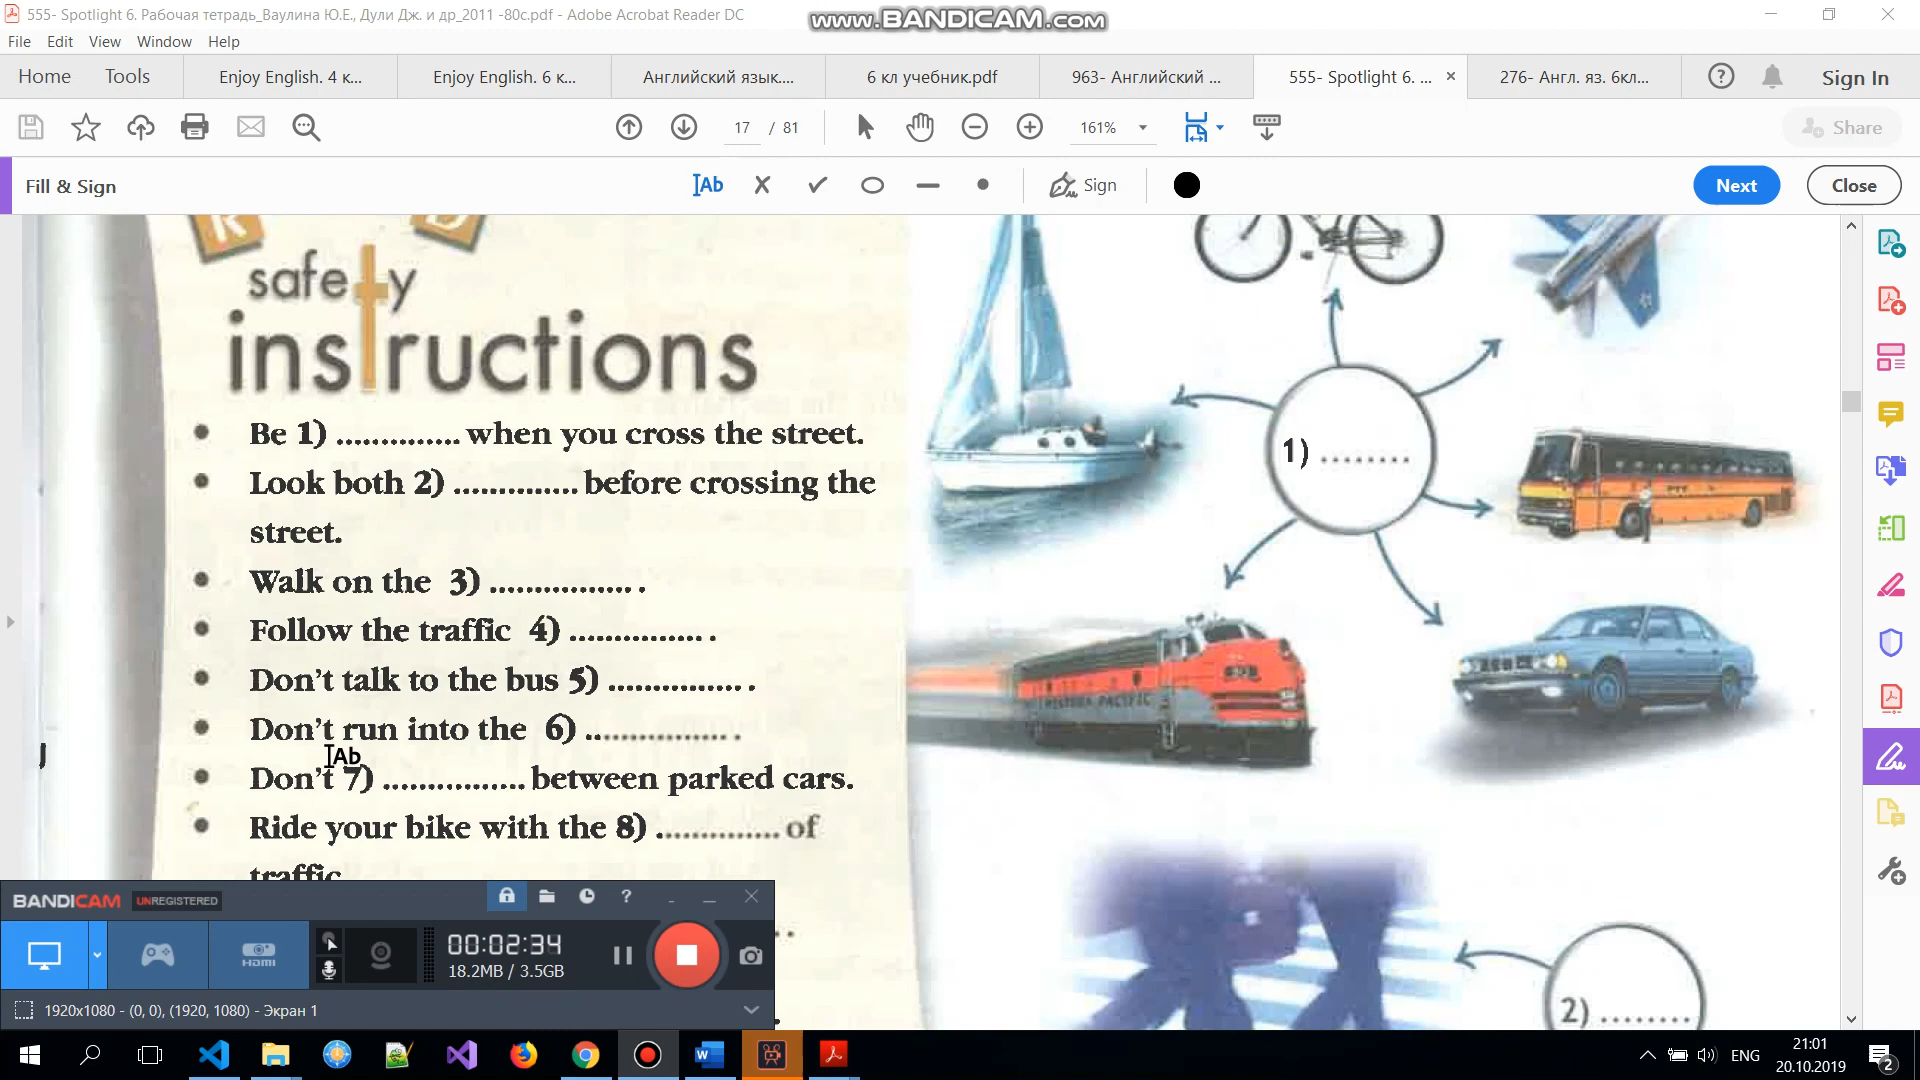 555- Spotlight 6. Рабочая тетрадь_Ваулина Ю.Е., Дули Дж. и др_2011 -80с.pdf - Adobe Acrobat Reader DC
www.BANDICAM.com
File Edit View Window Help
Home Tools Enjoy English. 4 к... Enjoy English. 6 к... Английский язык.... 6 кл учебник.pdf 963- Английский ... 555- Spotlight 6. ... 276- Англ. яз. 6кл... Sign In
17 / 81 161% Share
Fill & Sign Ab Sign Next Close
safety
instructions
Be 1) .............. when you cross the street.
Look both 2) .............. before crossing the
street.
Walk on the 3) ................ .
Follow the traffic 4) ............... .
Don't talk to the bus 5) ............... .
Don't run into the 6) ................ .
Ab
Don't 7) ................ between parked cars.
Ride your bike with the 8) .............. of
traffic
1) ........
WESTERN PACIFIC
2) ........
BANDICAM UNREGISTERED
HDMI
00:02:34
18.2MB / 3.5GB
1920x1080 - (0, 0), (1920, 1080) - Экран 1
ENG
21:01
20.10.2019
2